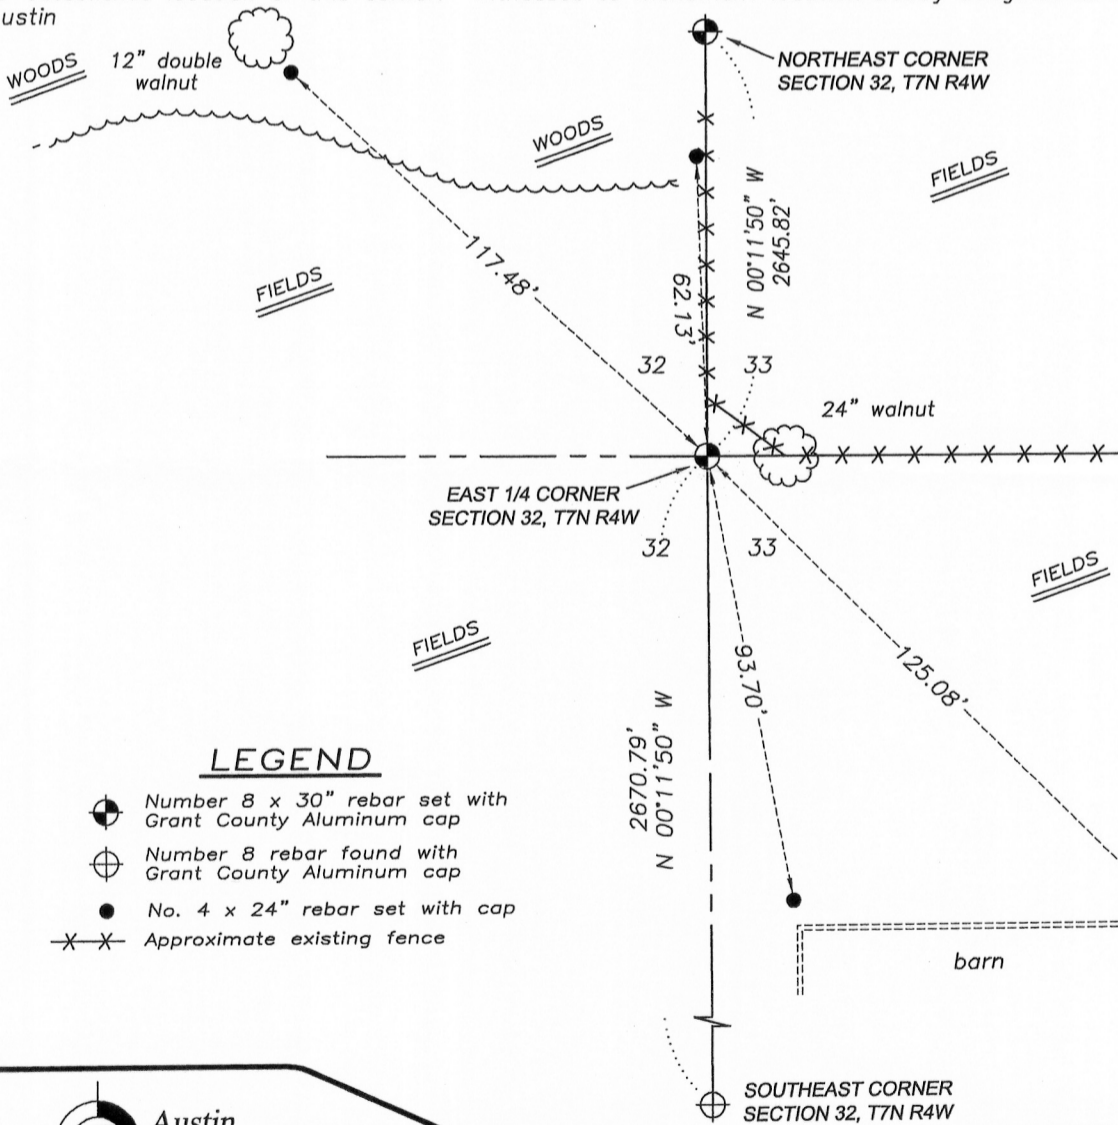 ustin
WOODS
12" double
walnut
NORTHEAST CORNER
SECTION 32, T7N R4W
WOODS
FIELDS
N 00°11'50" W
2645.82'
117.48'
FIELDS
62.13'
32
33
24" walnut
EAST 1/4 CORNER
SECTION 32, T7N R4W
32
33
FIELDS
FIELDS
93.70'
125.08'
2670.79'
N 00°11'50" W
LEGEND
Number 8 x 30" rebar set with
Grant County Aluminum cap
Number 8 rebar found with
Grant County Aluminum cap
No. 4 x 24" rebar set with cap
Approximate existing fence
barn
SOUTHEAST CORNER
SECTION 32, T7N R4W
Austin